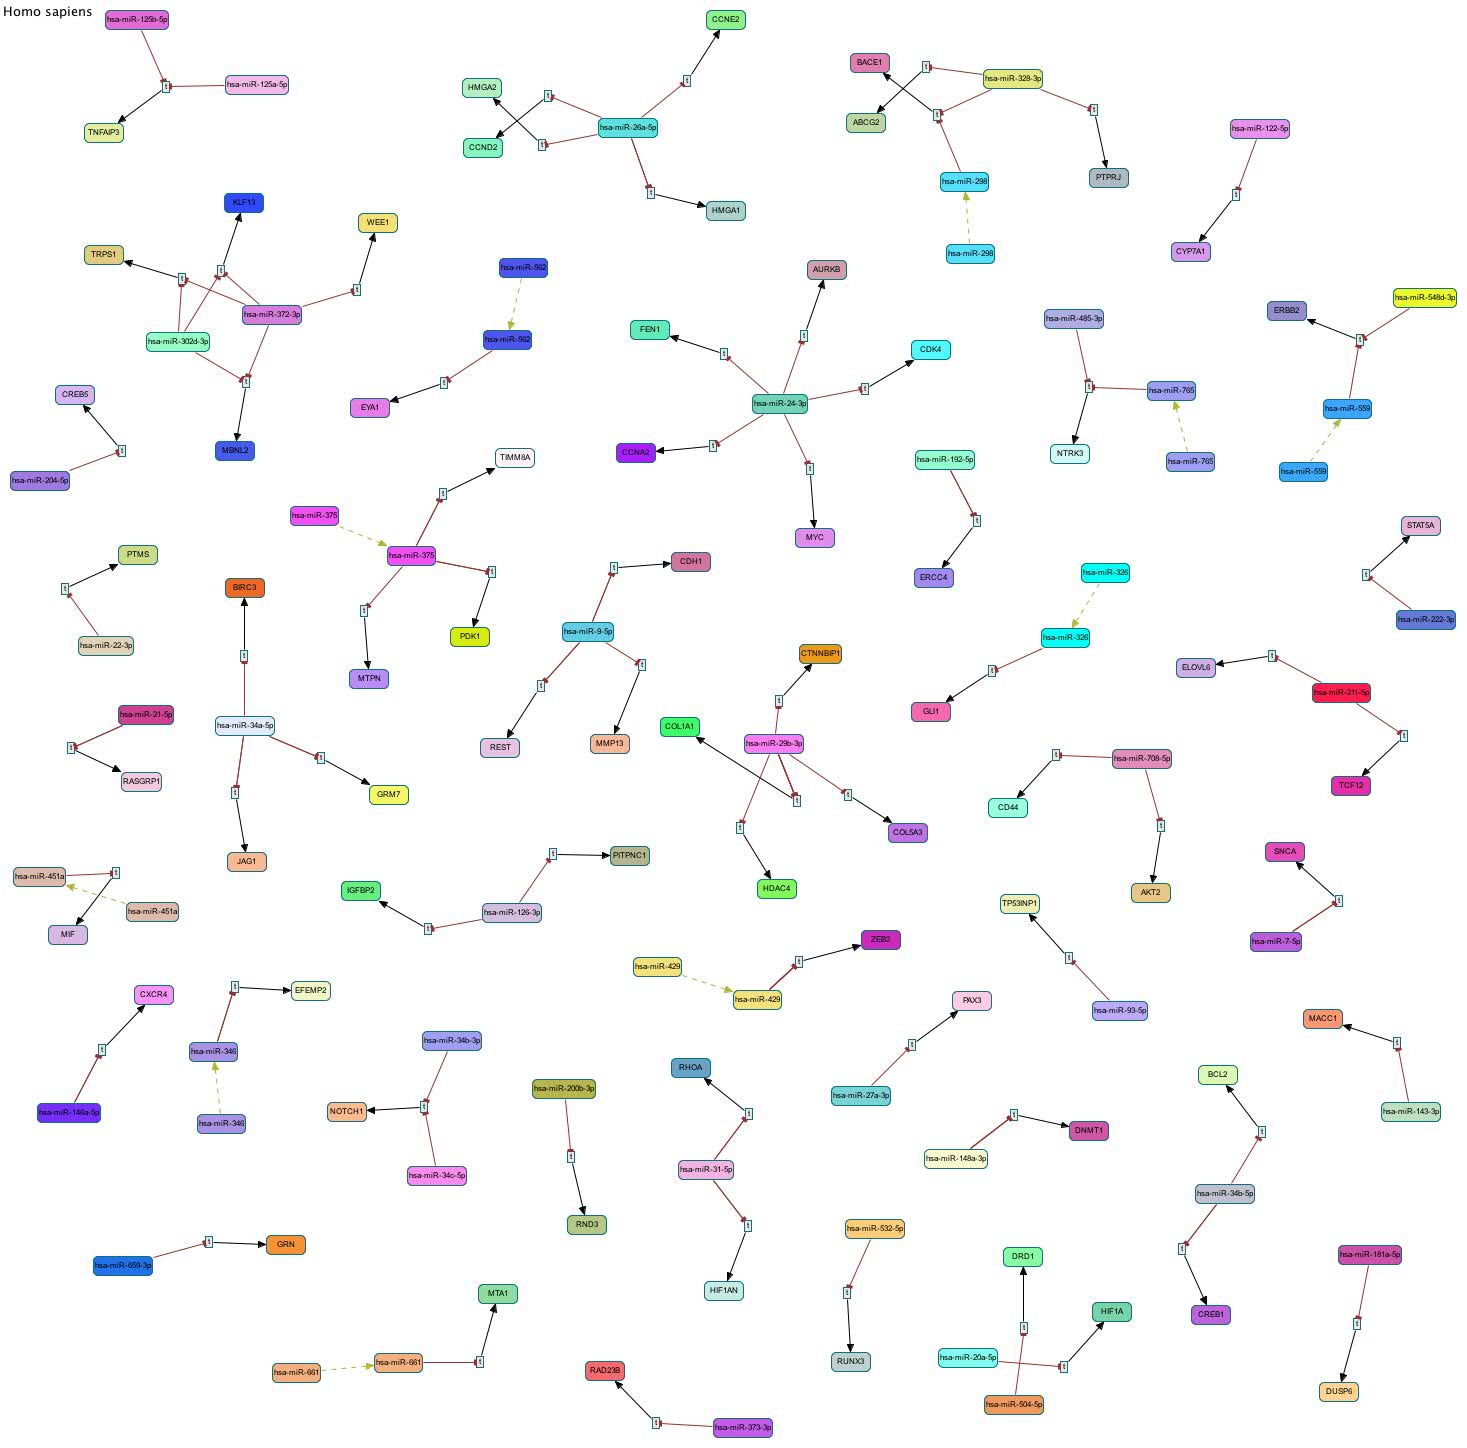 Homo sapiens
hsa-miR-125b-5p
t
hsa-miR-125a-5p
TNFAIP3
CCNE2
t
HMGA2
t
hsa-miR-26a-5p
CCND2
t
t
HMGA1
BACE1
t
hsa-miR-328-3p
ABCG2
t
t
PTPRJ
hsa-miR-298
hsa-miR-298
hsa-miR-122-5p
t
CYP7A1
KLF13
WEE1
TRPS1
t
t
t
hsa-miR-372-3p
hsa-miR-302d-3p
t
MBNL2
hsa-miR-562
hsa-miR-562
t
EYA1
AURKB
FEN1
t
t
CDK4
t
hsa-miR-24-3p
CCNA2
t
t
MYC
hsa-miR-485-3p
t
hsa-miR-765
NTRK3
hsa-miR-765
ERBB2
hsa-miR-548d-3p
t
hsa-miR-559
hsa-miR-559
CREB5
t
hsa-miR-204-5p
TIMM8A
t
hsa-miR-375
hsa-miR-375
t
t
PDK1
MTPN
hsa-miR-192-5p
t
ERCC4
STAT5A
t
hsa-miR-222-3p
PTMS
t
hsa-miR-22-3p
BIRC3
t
hsa-miR-34a-5p
t
t
GRM7
JAG1
t
CDH1
hsa-miR-9-5p
t
t
REST
MMP13
hsa-miR-326
hsa-miR-326
t
GLI1
CTNNBIP1
t
COL1A1
hsa-miR-29b-3p
t
t
t
COL5A3
HDAC4
ELOVL6
t
hsa-miR-211-5p
t
TCF12
hsa-miR-21-5p
t
RASGRP1
t
hsa-miR-708-5p
CD44
t
AKT2
hsa-miR-451a
t
hsa-miR-451a
MIF
t
PITPNC1
IGFBP2
hsa-miR-126-3p
t
SNCA
t
hsa-miR-7-5p
TP53INP1
t
hsa-miR-93-5p
ZEB2
hsa-miR-429
t
hsa-miR-429
CXCR4
t
hsa-miR-146a-5p
t
EFEMP2
hsa-miR-346
hsa-miR-346
PAX3
t
hsa-miR-27a-3p
MACC1
t
hsa-miR-143-3p
hsa-miR-34b-3p
NOTCH1
t
hsa-miR-34c-5p
hsa-miR-200b-3p
t
RND3
RHOA
t
hsa-miR-31-5p
t
HIF1AN
t
DNMT1
hsa-miR-148a-3p
BCL2
t
hsa-miR-34b-5p
t
CREB1
t
GRN
hsa-miR-659-3p
hsa-miR-532-5p
t
RUNX3
DRD1
HIF1A
t
hsa-miR-20a-5p
t
hsa-miR-504-5p
hsa-miR-181a-5p
t
DUSP6
MTA1
hsa-miR-661
hsa-miR-661
t
RAD23B
t
hsa-miR-373-3p